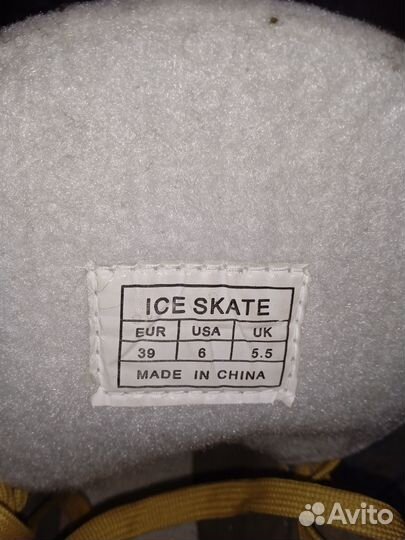 ICE SKATE
EUR USA UK
39 6 5.5
MADE IN CHINA
Avito